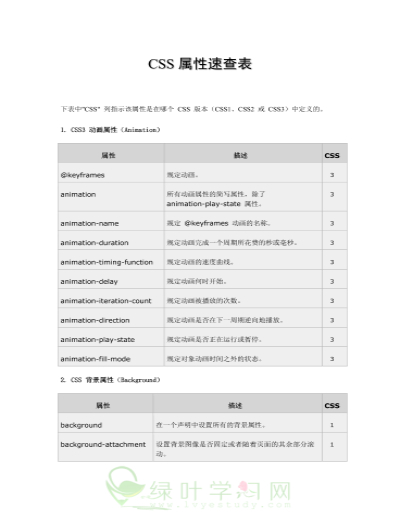 CSS 属性速查表
下表中"CSS" 列指示该属性是在哪个 CSS 版本（CSS1、CSS2 或 CSS3）中定义的。
1. CSS3 动画属性（Animation）
属性 描述 CSS
@keyframes 规定动画。 3
animation 所有动画属性的简写属性，除了 3
animation-play-state 属性。
animation-name 规定 @keyframes 动画的名称。 3
animation-duration 规定动画完成一个周期所花费的秒或毫秒。 3
animation-timing-function 规定动画的速度曲线。 3
animation-delay 规定动画何时开始。 3
animation-iteration-count 规定动画被播放的次数。 3
animation-direction 规定动画是否在下一周期逆向地播放。 3
animation-play-state 规定动画是否正在运行或暂停。 3
animation-fill-mode 规定对象动画时间之外的状态。 3
2. CSS 背景属性（Background）
属性 描述 CSS
background 在一个声明中设置所有的背景属性。 1
background-attachment 设置背景图像是否固定或者随着页面的其余部分滚 1
动。
绿叶学习网
www.lvyestudy.com